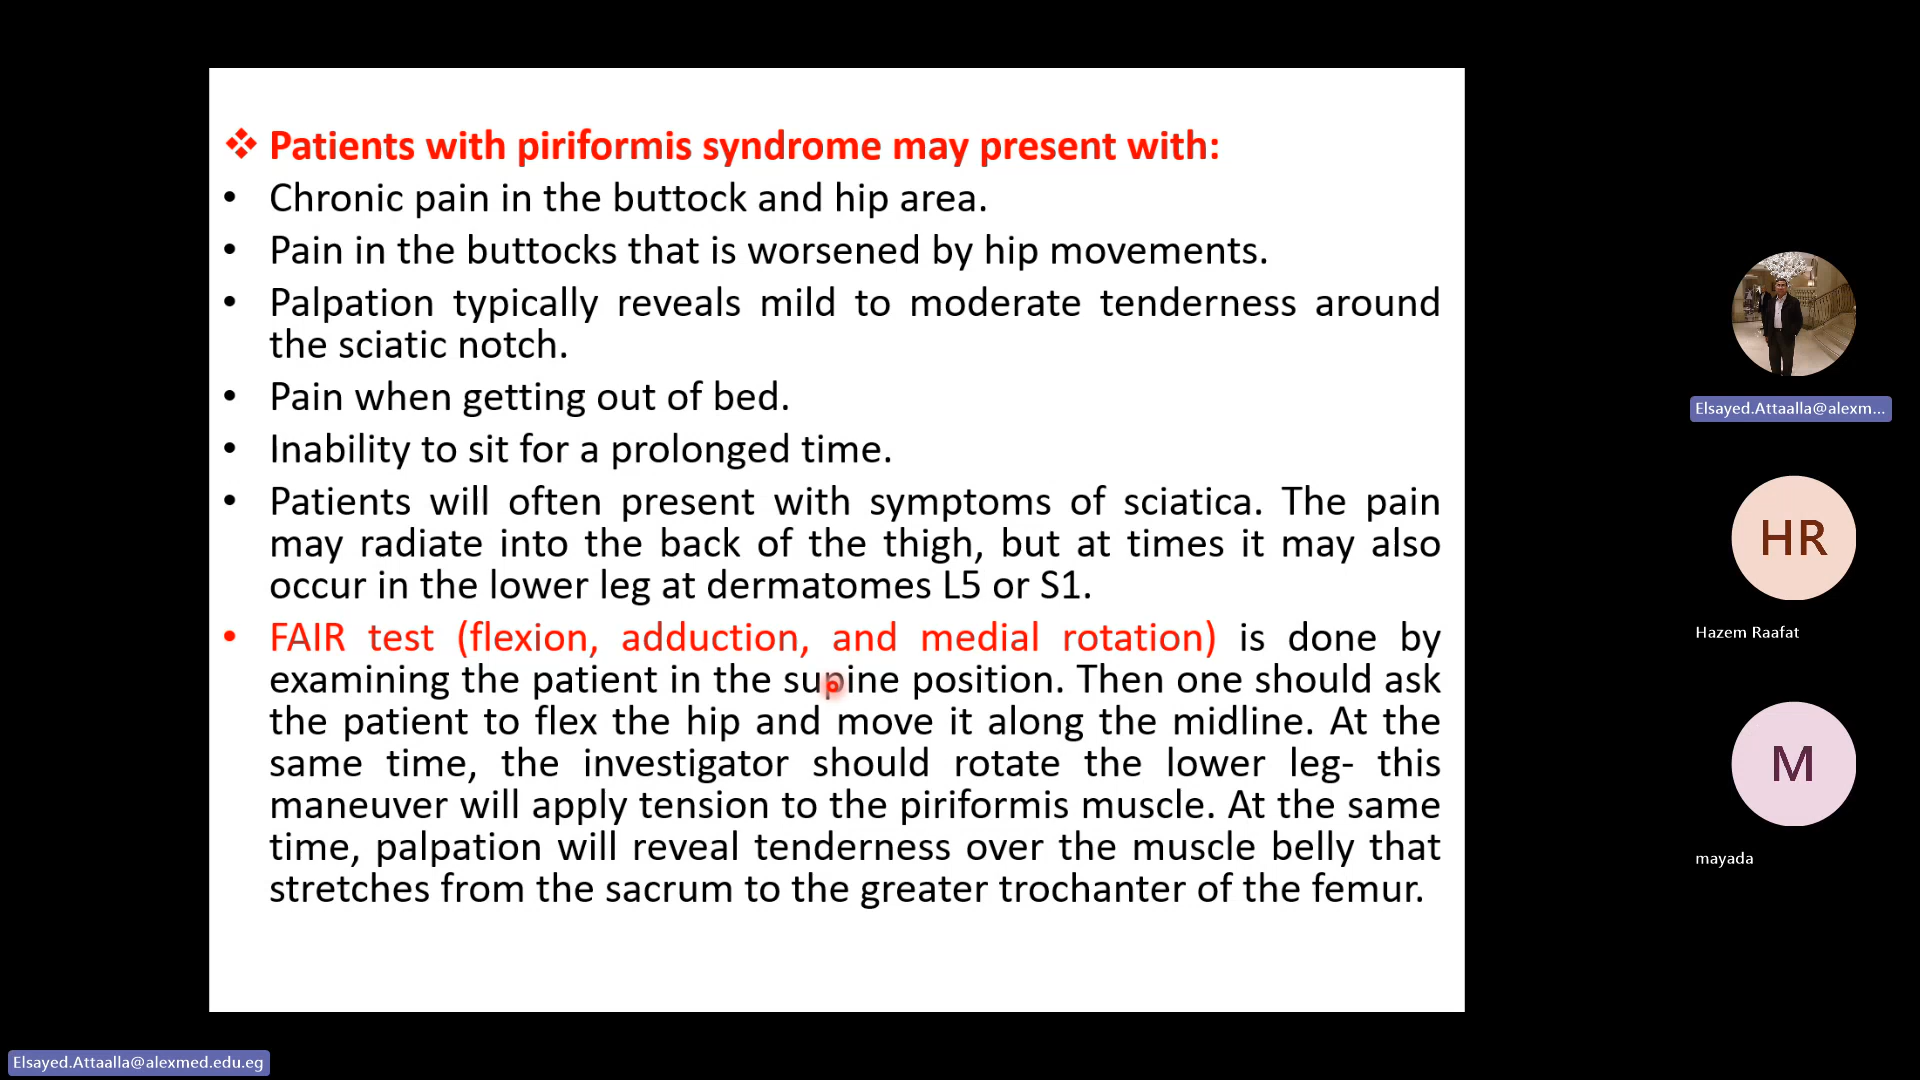 ❖ Patients with piriformis syndrome may present with:
• Chronic pain in the buttock and hip area.
• Pain in the buttocks that is worsened by hip movements.
• Palpation typically reveals mild to moderate tenderness around
the sciatic notch.
• Pain when getting out of bed.
• Inability to sit for a prolonged time.
• Patients will often present with symptoms of sciatica. The pain
may radiate into the back of the thigh, but at times it may also
occur in the lower leg at dermatomes L5 or S1.
• FAIR test (flexion, adduction, and medial rotation) is done by
examining the patient in the supine position. Then one should ask
the patient to flex the hip and move it along the midline. At the
same time, the investigator should rotate the lower leg- this
maneuver will apply tension to the piriformis muscle. At the same
time, palpation will reveal tenderness over the muscle belly that
stretches from the sacrum to the greater trochanter of the femur.
Elsayed.Attaalla@alexm...
HR
Hazem Raafat
M
mayada
Elsayed.Attaalla@alexmed.edu.eg